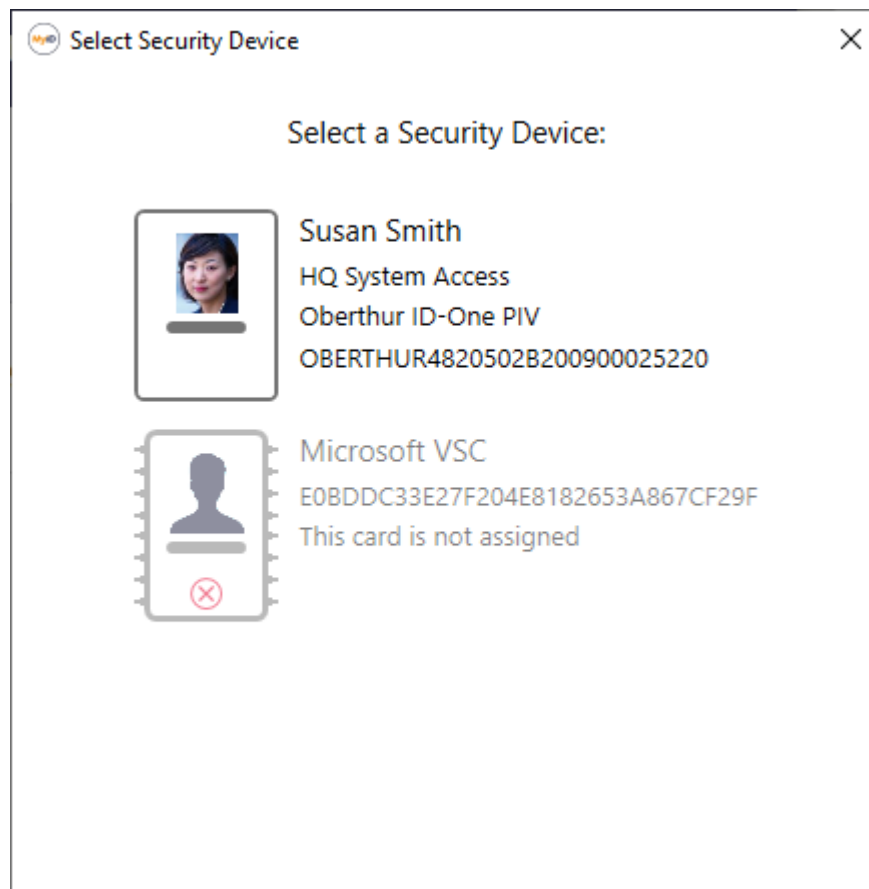 MyID Select Security Device
Select a Security Device:
Susan Smith
HQ System Access
Oberthur ID-One PIV
OBERTHUR4820502B200900025220
Microsoft VSC
E0BDDC33E27F204E8182653A867CF29F
This card is not assigned